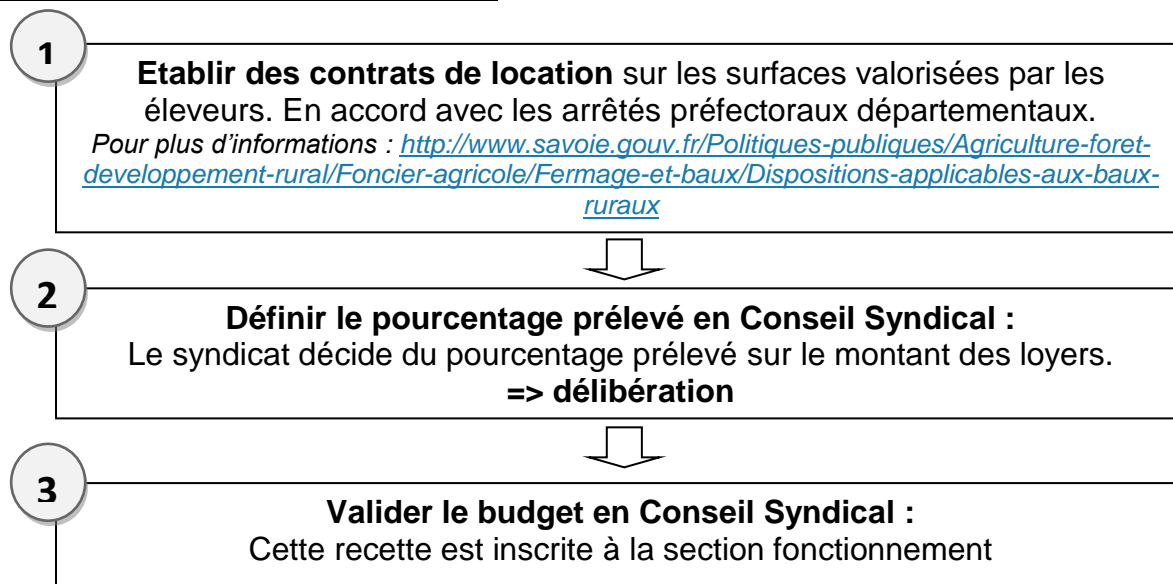 1
Etablir des contrats de location sur les surfaces valorisées par les
éleveurs. En accord avec les arrêtés préfectoraux départementaux.
Pour plus d'informations : http://www.savoie.gouv.fr/Politiques-publiques/Agriculture-foret-
developpement-rural/Foncier-agricole/Fermage-et-baux/Dispositions-applicables-aux-baux-
ruraux
2
Définir le pourcentage prélevé en Conseil Syndical :
Le syndicat décide du pourcentage prélevé sur le montant des loyers.
=> délibération
3
Valider le budget en Conseil Syndical :
Cette recette est inscrite à la section fonctionnement